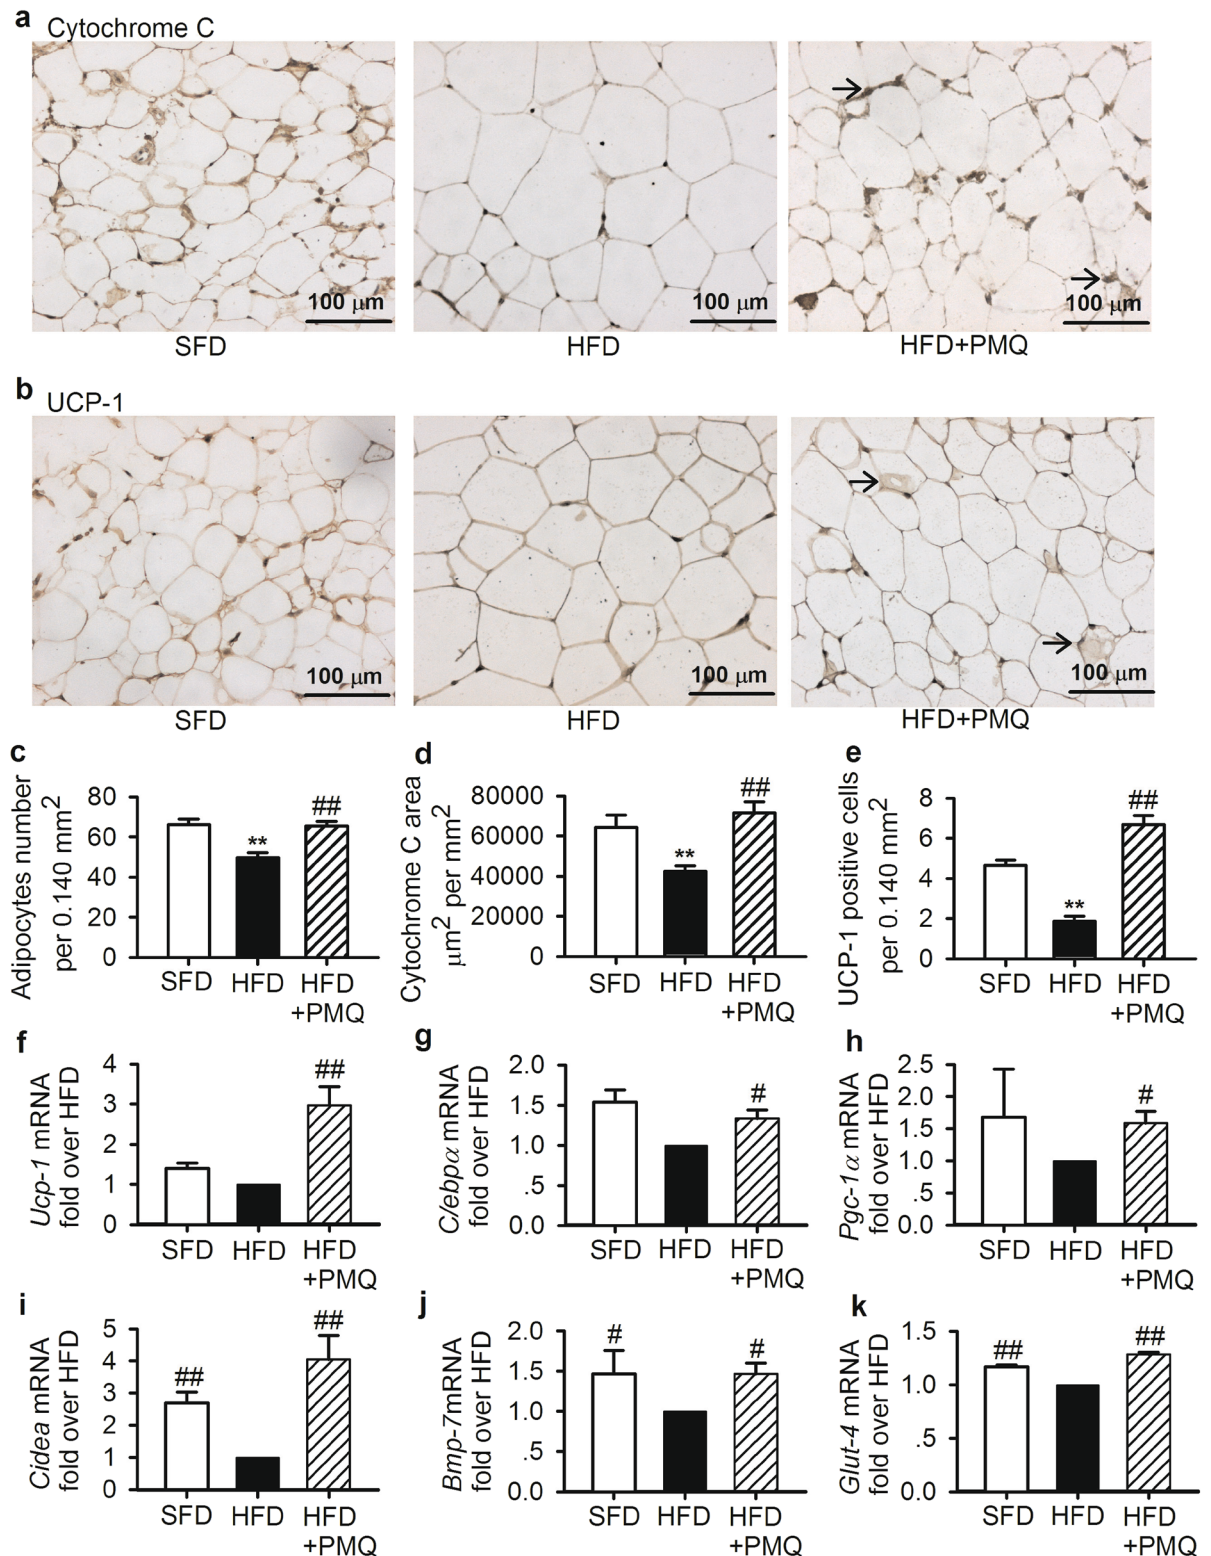 a Cytochrome C
100 μm 100 μm 100 μm
SFD HFD HFD+PMQ
b UCP-1
100 μm 100 μm 100 μm
SFD HFD HFD+PMQ
c
Adipocytes number
per 0.140 mm²
80
60
40
20
0
**
##
SFD HFD HFD
+PMQ
d
Cytochrome C area
μm² per mm²
80000
60000
40000
20000
0
**
##
SFD HFD HFD
+PMQ
e
UCP-1 positive cells
per 0.140 mm²
8
6
4
2
0
**
##
SFD HFD HFD
+PMQ
f
Ucp-1 mRNA
fold over HFD
4
3
2
1
0
##
SFD HFD HFD
+PMQ
g
C/ebpα mRNA
fold over HFD
2.0
1.5
1.0
.5
0.0
#
SFD HFD HFD
+PMQ
h
Pgc-1α mRNA
fold over HFD
2.5
2.0
1.5
1.0
.5
0.0
#
SFD HFD HFD
+PMQ
i
Cidea mRNA
fold over HFD
5
4
3
2
1
0
##
##
SFD HFD HFD
+PMQ
j
Bmp-7mRNA
fold over HFD
2.0
1.5
1.0
.5
0.0
#
#
SFD HFD HFD
+PMQ
k
Glut-4 mRNA
fold over HFD
1.5
1.0
.5
0.0
##
##
SFD HFD HFD
+PMQ